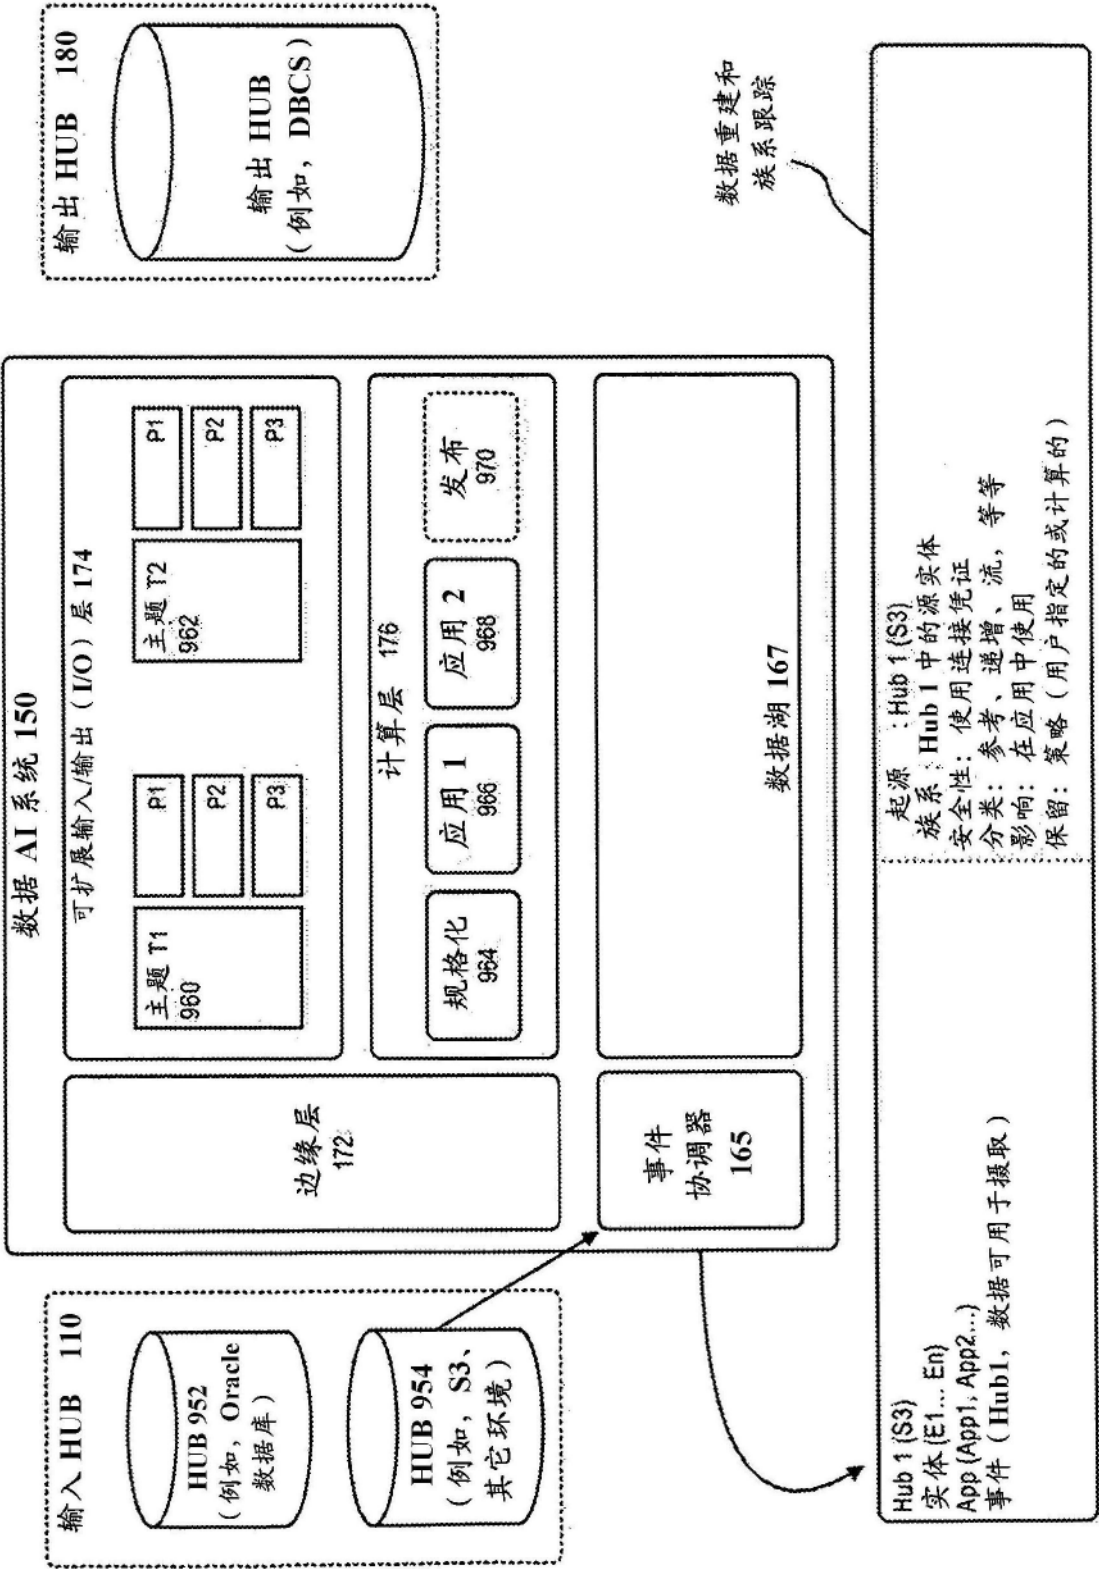 输入 HUB 110
HUB 952
(例如, Oracle
数据库)
HUB 954
(例如, S3、
其它环境)
数据 AI 系统 150
边缘层
172
事件
协调器
165
可扩展输入/输出 (I/O) 层 174
主题 T1
960
P1
P2
P3
主题 T2
962
P1
P2
P3
计算层 176
规格化
964
应用 1
966
应用 2
968
发布
970
数据湖 167
输出 HUB 180
输出 HUB
(例如, DBCS)
数据重建和
族系跟踪
Hub 1 (S3)
实体 (E1... En)
App (App1, App2...)
事件 (Hub1, 数据可用于摄取)
起源 : Hub 1 (S3)
族系: Hub 1 中的源实体
安全性: 使用连接凭证
分类: 参考、递增、流, 等等
影响: 在应用中使用
保留: 策略 (用户指定的或计算的)